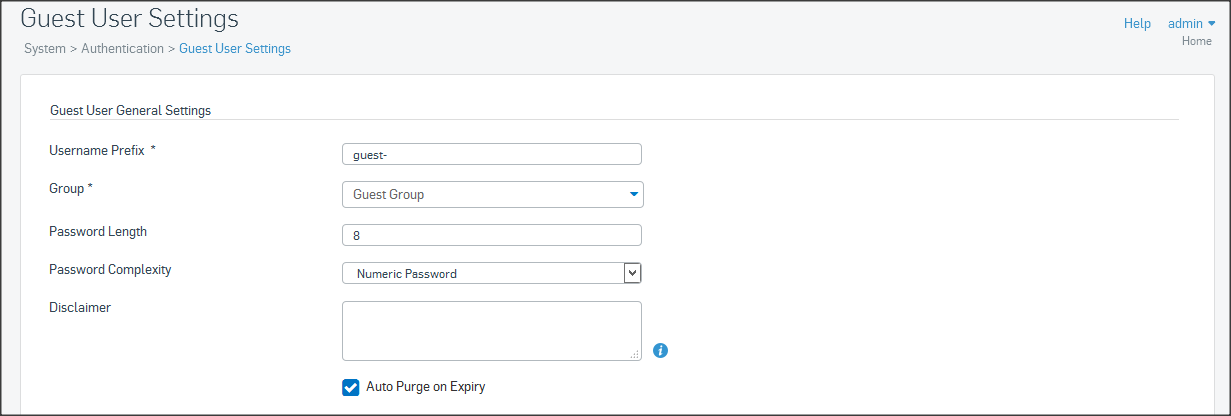 Guest User Settings
Help admin
System > Authentication > Guest User Settings
Home
Guest User General Settings
Username Prefix *
guest-
Group *
Guest Group
Password Length
8
Password Complexity
Numeric Password
Disclaimer
Auto Purge on Expiry